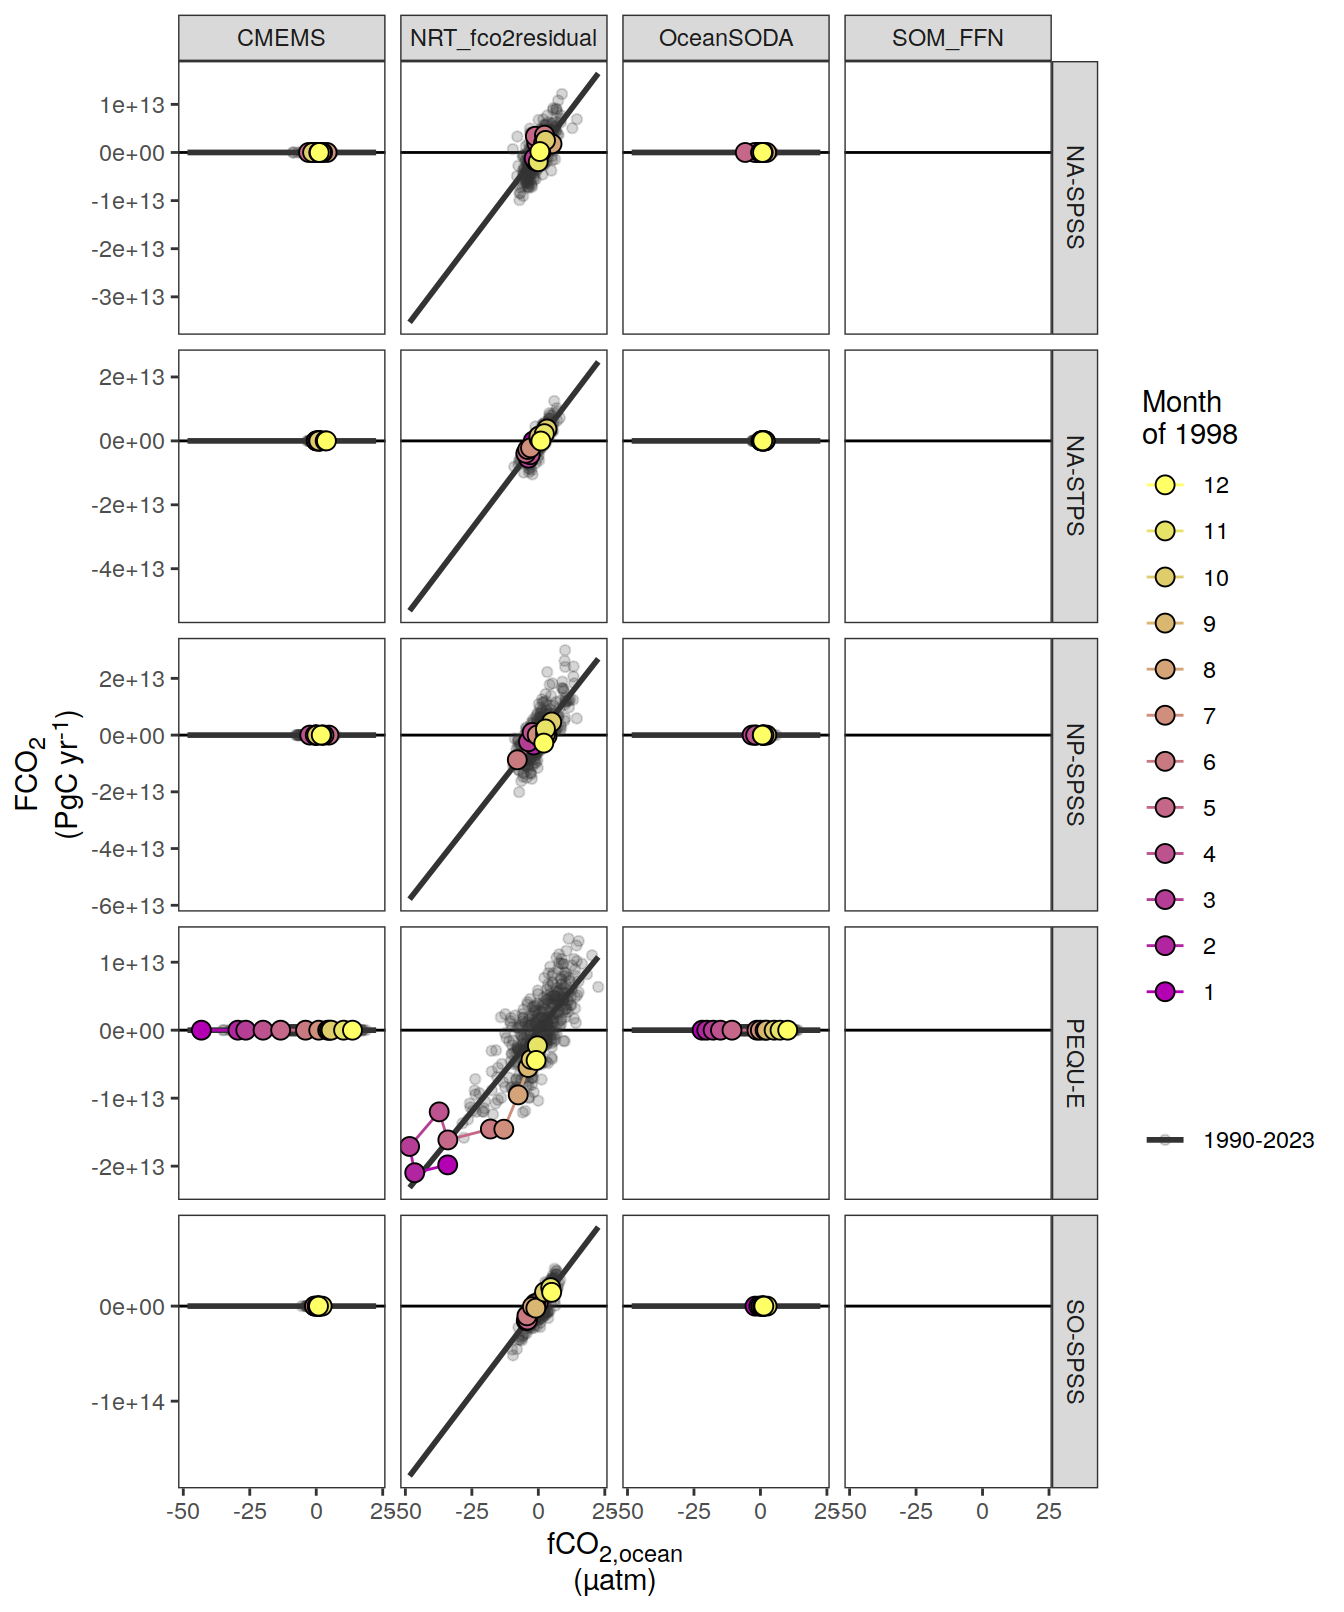 CMEMS NRT_fco2residual OceanSODA SOM_FFN
1e+13
0e+00
-1e+13
-2e+13
-3e+13
NA-SPSS
2e+13
0e+00
-2e+13
-4e+13
NA-STPS
2e+13
0e+00
-2e+13
-4e+13
-6e+13
NP-SPSS
1e+13
0e+00
-1e+13
-2e+13
PEQU-E
0e+00
-1e+14
SO-SPSS
-50 -25 0 25 -50 -25 0 25 -50 -25 0 25 -50 -25 0 25
fCO2,ocean
(µatm)
FCO2
(PgC yr-1)
Month
of 1998
12
11
10
9
8
7
6
5
4
3
2
1
1990-2023